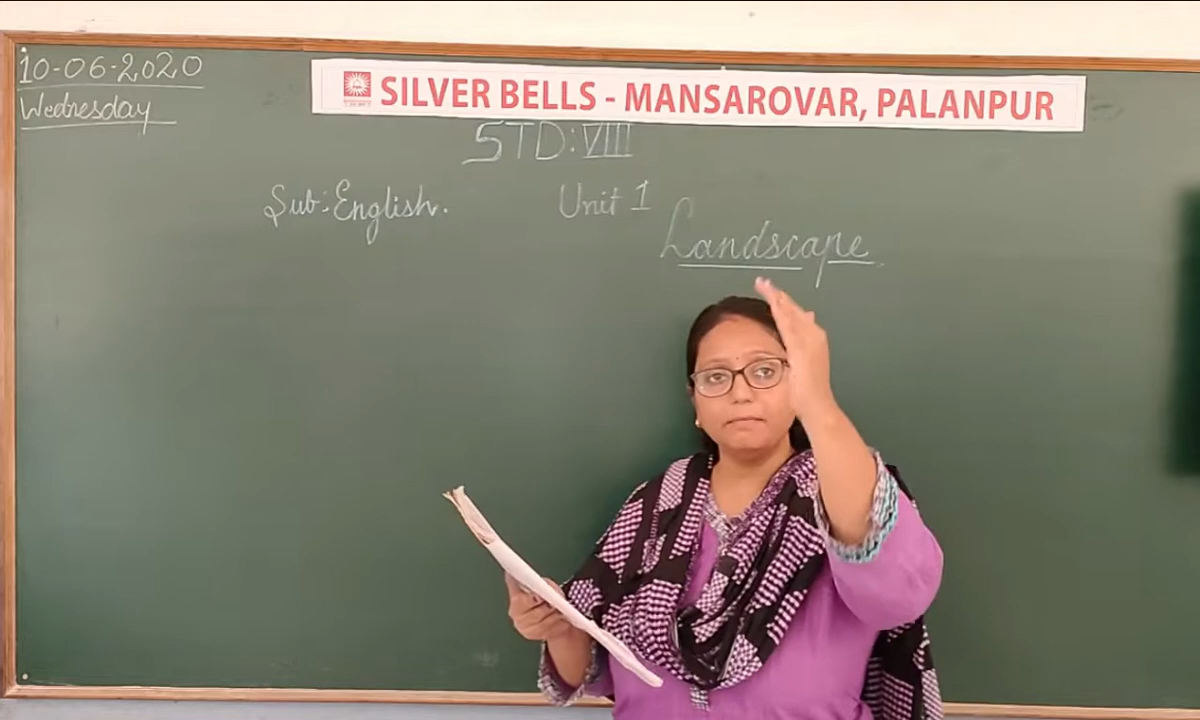 10-06-2020
Wednesday
SILVER BELLS - MANSAROVAR, PALANPUR
STD:VIII
Sub:English. Unit 1
Landscape.